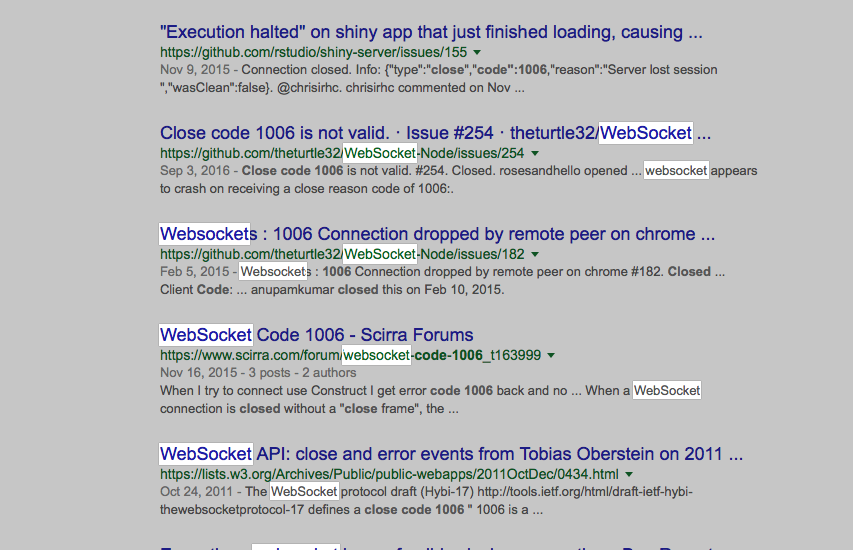 "Execution halted" on shiny app that just finished loading, causing ...
https://github.com/rstudio/shiny-server/issues/155
Nov 9, 2015 - Connection closed. Info: {"type":"close","code":1006,"reason":"Server lost session
","wasClean":false}. @chrisirhc. chrisirhc commented on Nov ...
Close code 1006 is not valid. · Issue #254 · theturtle32/WebSocket ...
https://github.com/theturtle32/WebSocket-Node/issues/254
Sep 3, 2016 - Close code 1006 is not valid. #254. Closed. rosesandhello opened ... websocket appears
to crash on receiving a close reason code of 1006:.
Websockets : 1006 Connection dropped by remote peer on chrome ...
https://github.com/theturtle32/WebSocket-Node/issues/182
Feb 5, 2015 - Websockets : 1006 Connection dropped by remote peer on chrome #182. Closed ...
Client Code: ... anupamkumar closed this on Feb 10, 2015.
WebSocket Code 1006 - Scirra Forums
https://www.scirra.com/forum/websocket-code-1006_t163999
Nov 16, 2015 - 3 posts - 2 authors
When I try to connect use Construct I get error code 1006 back and no ... When a WebSocket
connection is closed without a "close frame", the ...
WebSocket API: close and error events from Tobias Oberstein on 2011 ...
https://lists.w3.org/Archives/Public/public-webapps/2011OctDec/0434.html
Oct 24, 2011 - The WebSocket protocol draft (Hybi-17) http://tools.ietf.org/html/draft-ietf-hybi-
thewebsocketprotocol-17 defines a close code 1006 " 1006 is a ...